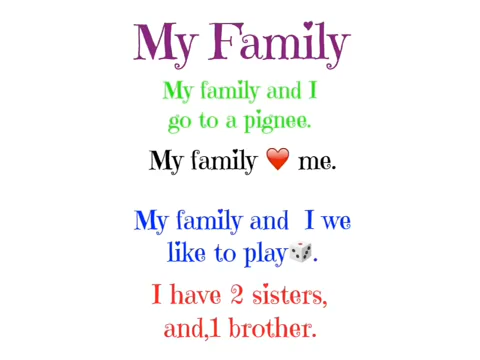 My Family
My family and I
go to a pignee.
My family ❤️ me.
My family and I we
like to play🎲.
I have 2 sisters,
and,1 brother.